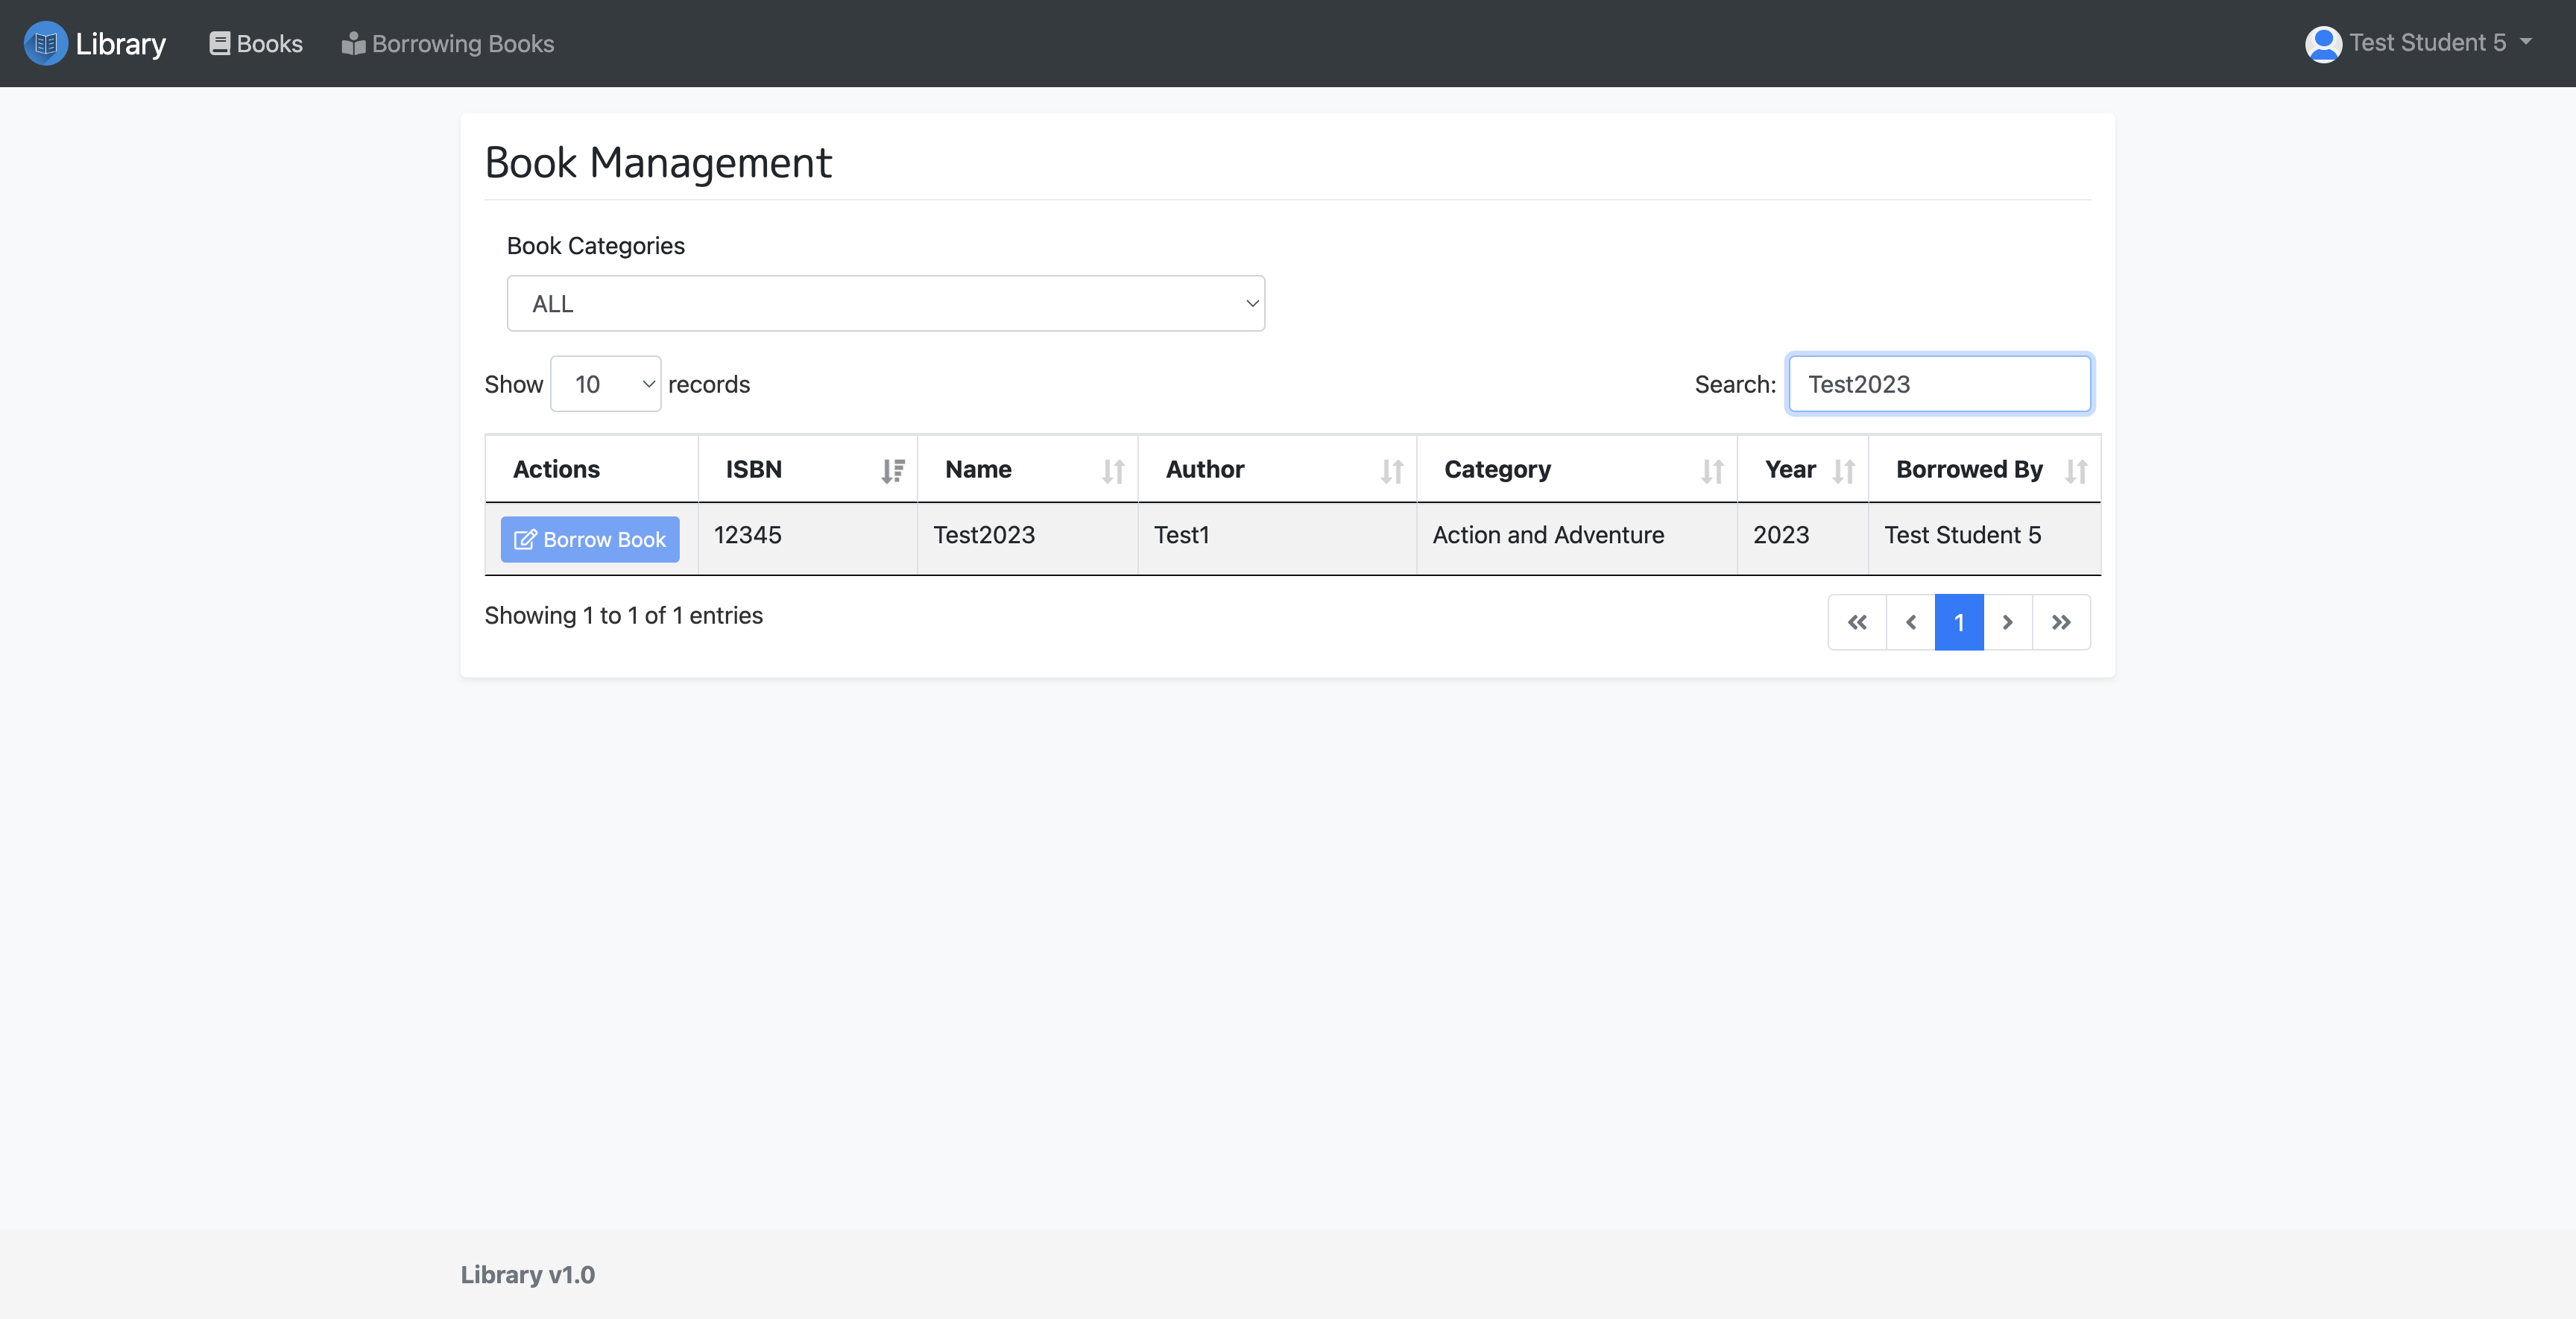 Library Books Borrowing Books Test Student 5
Book Management
Book Categories
ALL
Show 10 records Search: Test2023
Actions ISBN Name Author Category Year Borrowed By
Borrow Book 12345 Test2023 Test1 Action and Adventure 2023 Test Student 5
Showing 1 to 1 of 1 entries « ‹ 1 › »
Library v1.0